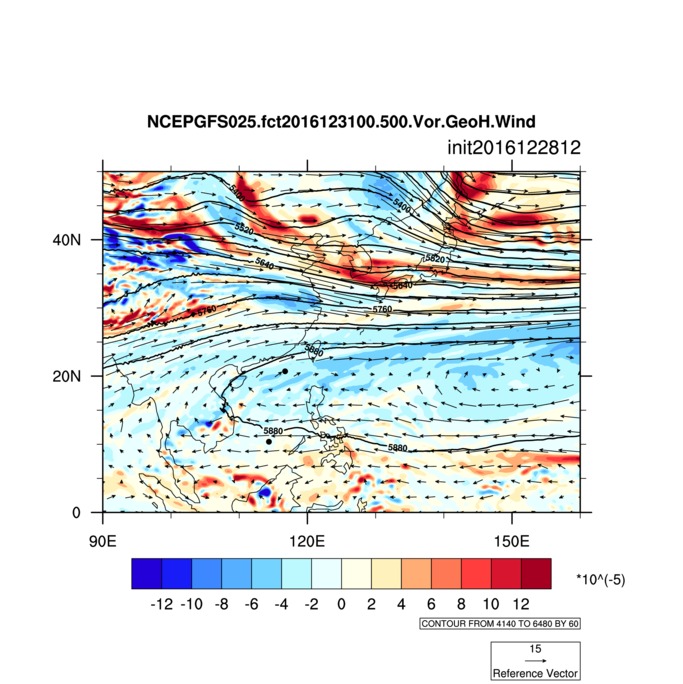 NCEPGFS025.fct2016123100.500.Vor.GeoH.Wind
init2016122812
5400
5400
5520
5520
40N
5640
5640
5760
5760
5880
20N
5880
5880
0
90E 120E 150E
-12 -10 -8 -6 -4 -2 0 2 4 6 8 10 12
*10^(-5)
CONTOUR FROM 4140 TO 6480 BY 60
15
Reference Vector